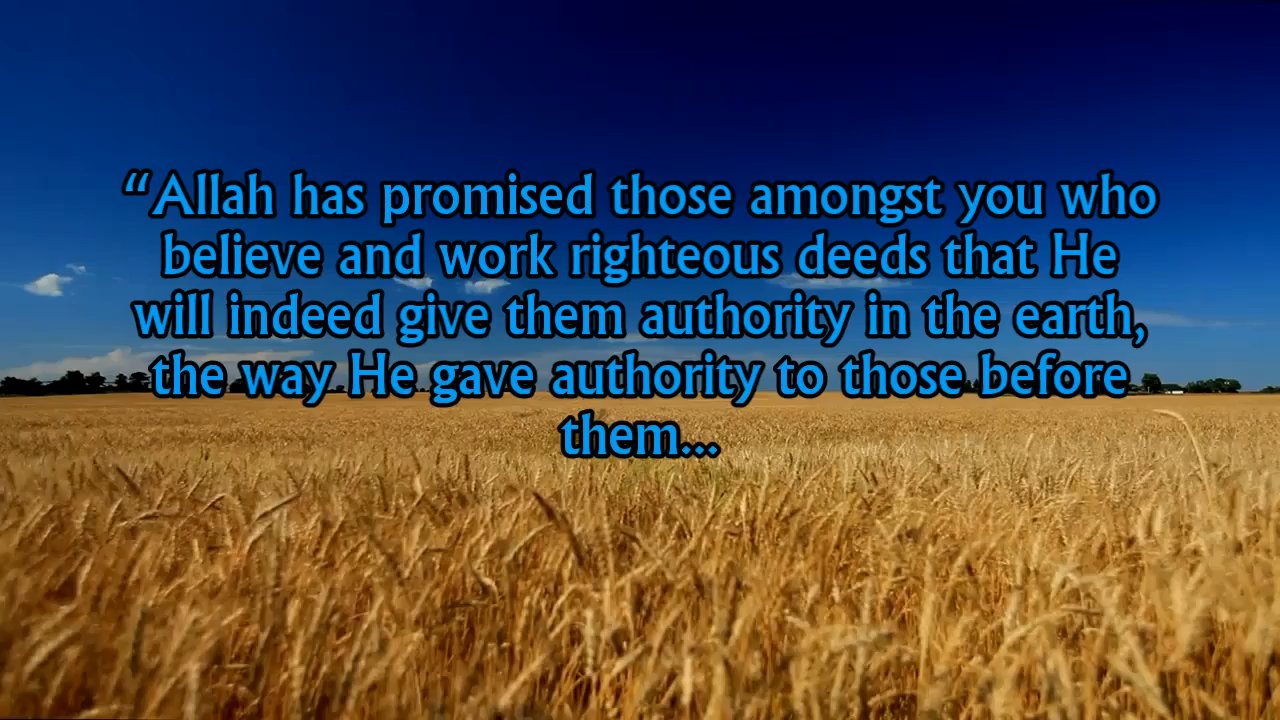 “Allah has promised those amongst you who
believe and work righteous deeds that He
will indeed give them authority in the earth,
the way He gave authority to those before
them...